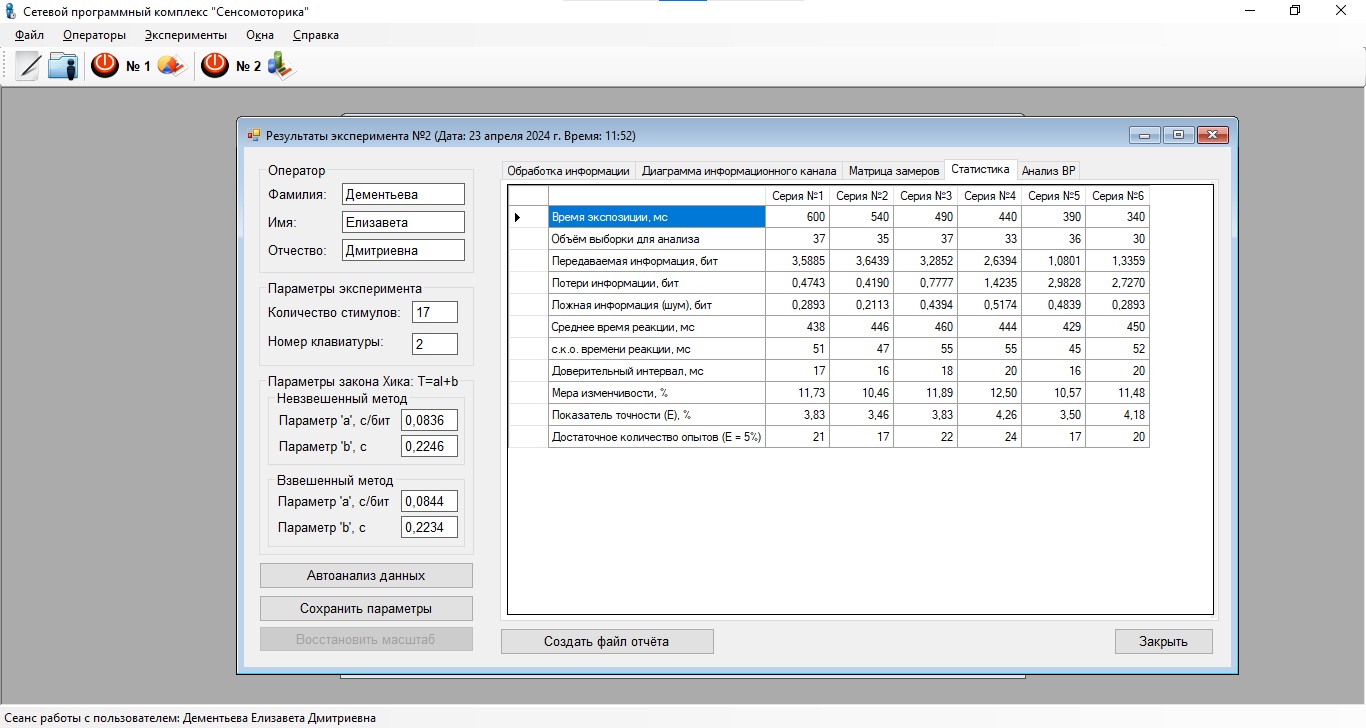 Сетевой программный комплекс "Сенсомоторика"
Файл Операторы Эксперименты Окна Справка
№ 1 № 2
Результаты эксперимента №2 (Дата: 23 апреля 2024 г. Время: 11:52)
Оператор
Фамилия: Дементьева
Имя: Елизавета
Отчество: Дмитриевна
Параметры эксперимента
Количество стимулов: 17
Номер клавиатуры: 2
Параметры закона Хика: T=aI+b
Невзвешенный метод
Параметр 'a', с/бит 0,0836
Параметр 'b', с 0,2246
Взвешенный метод
Параметр 'a', с/бит 0,0844
Параметр 'b', с 0,2234
Автоанализ данных
Сохранить параметры
Восстановить масштаб
Обработка информации Диаграмма информационного канала Матрица замеров Статистика Анализ ВР
Серия №1 Серия №2 Серия №3 Серия №4 Серия №5 Серия №6
Время экспозиции, мс 600 540 490 440 390 340
Объём выборки для анализа 37 35 37 33 36 30
Передаваемая информация, бит 3,5885 3,6439 3,2852 2,6394 1,0801 1,3359
Потери информации, бит 0,4743 0,4190 0,7777 1,4235 2,9828 2,7270
Ложная информация (шум), бит 0,2893 0,2113 0,4394 0,5174 0,4839 0,2893
Среднее время реакции, мс 438 446 460 444 429 450
с.к.о. времени реакции, мс 51 47 55 55 45 52
Доверительный интервал, мс 17 16 18 20 16 20
Мера изменчивости, % 11,73 10,46 11,89 12,50 10,57 11,48
Показатель точности (E), % 3,83 3,46 3,83 4,26 3,50 4,18
Достаточное количество опытов (E = 5%) 21 17 22 24 17 20
Создать файл отчёта
Закрыть
Сеанс работы с пользователем: Дементьева Елизавета Дмитриевна